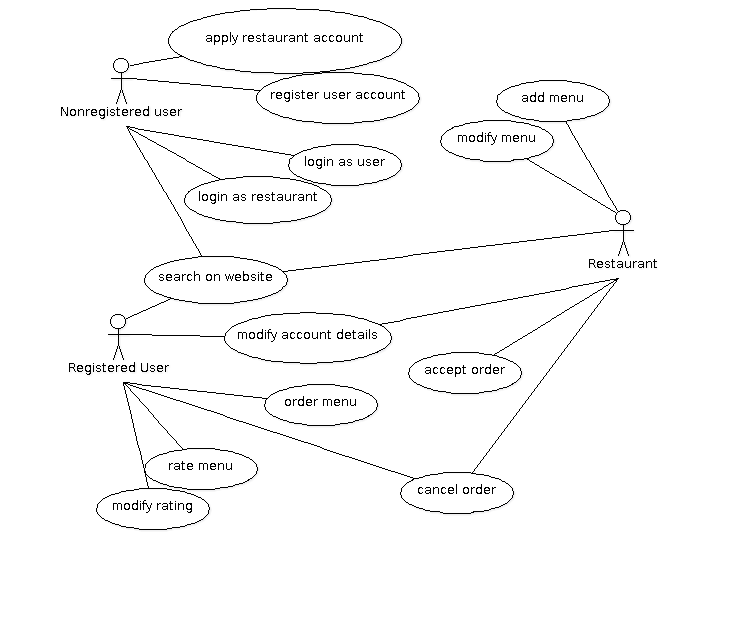 apply restaurant account
register user account
Nonregistered user
add menu
modify menu
login as user
login as restaurant
Restaurant
search on website
modify account details
Registered User
accept order
order menu
rate menu
cancel order
modify rating